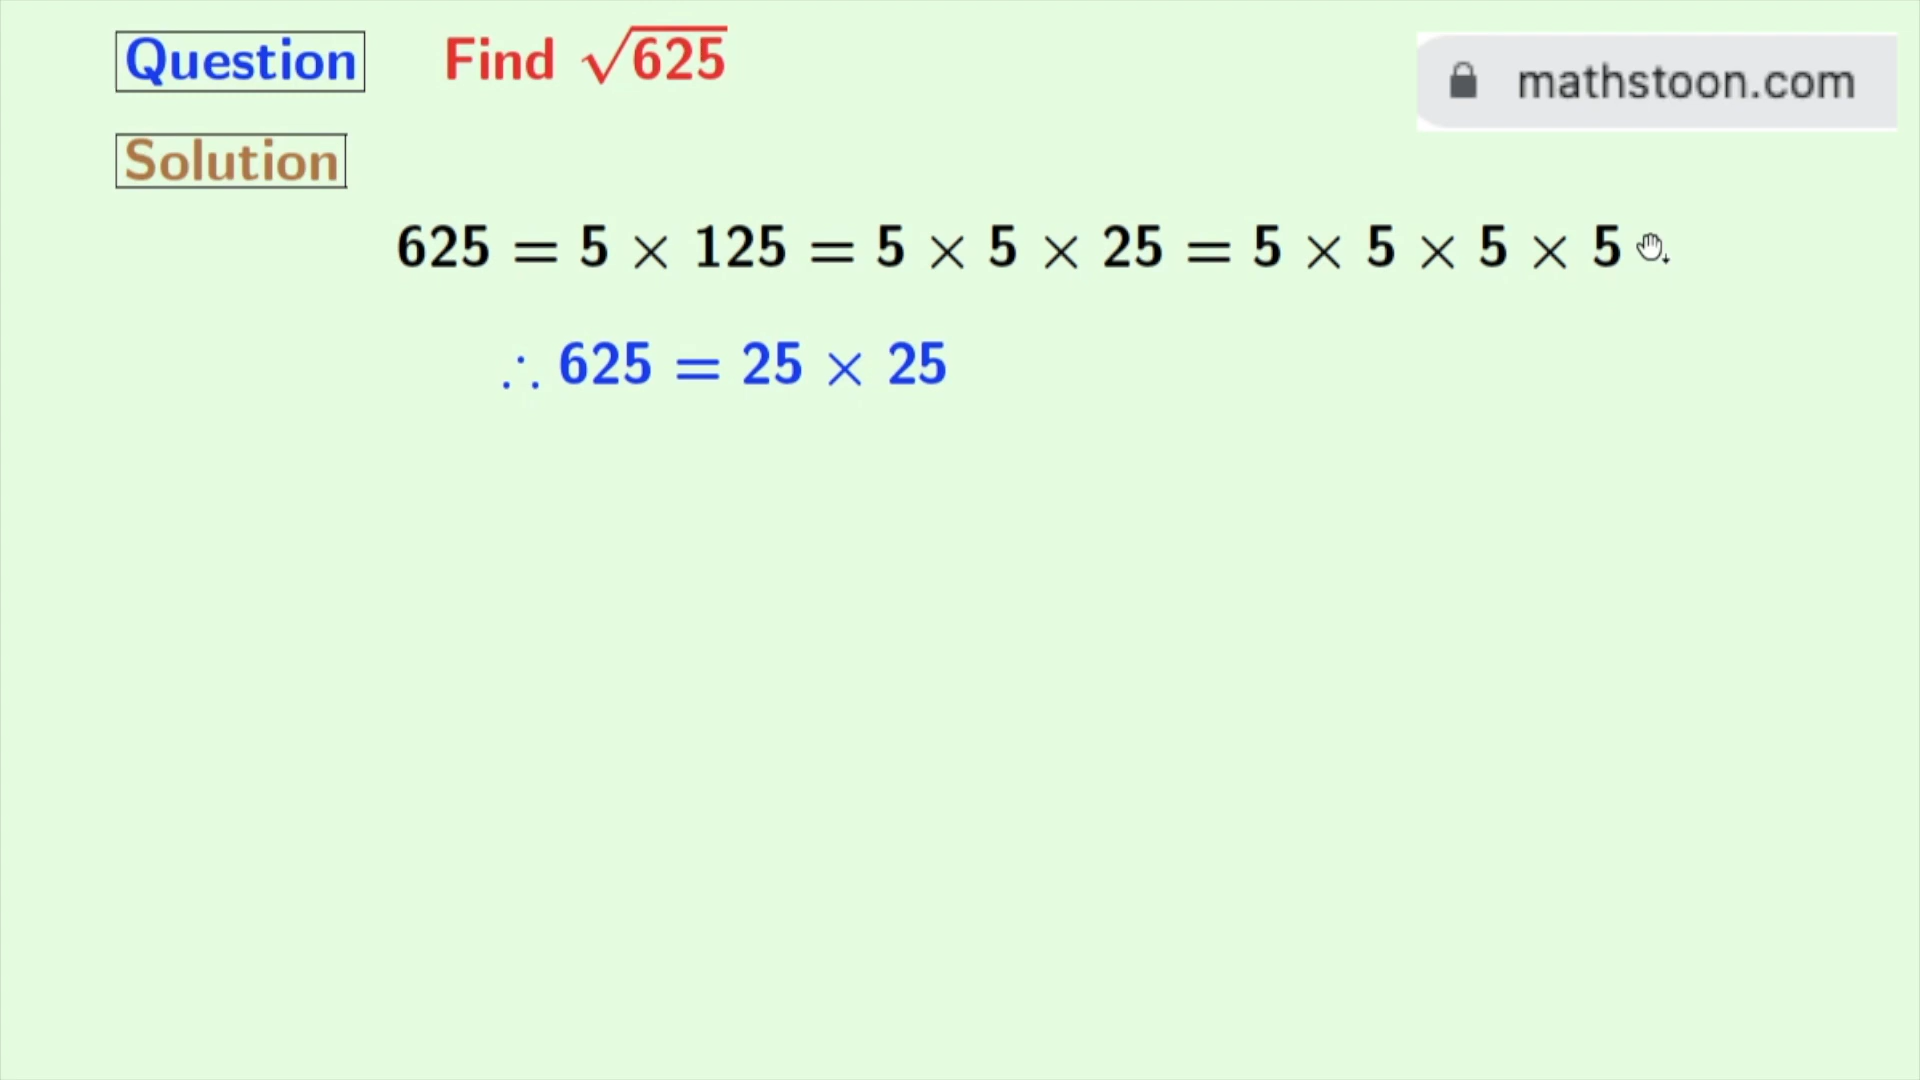 Question Find √625
mathstoon.com
Solution
625 = 5 × 125 = 5 × 5 × 25 = 5 × 5 × 5 × 5
∴ 625 = 25 × 25